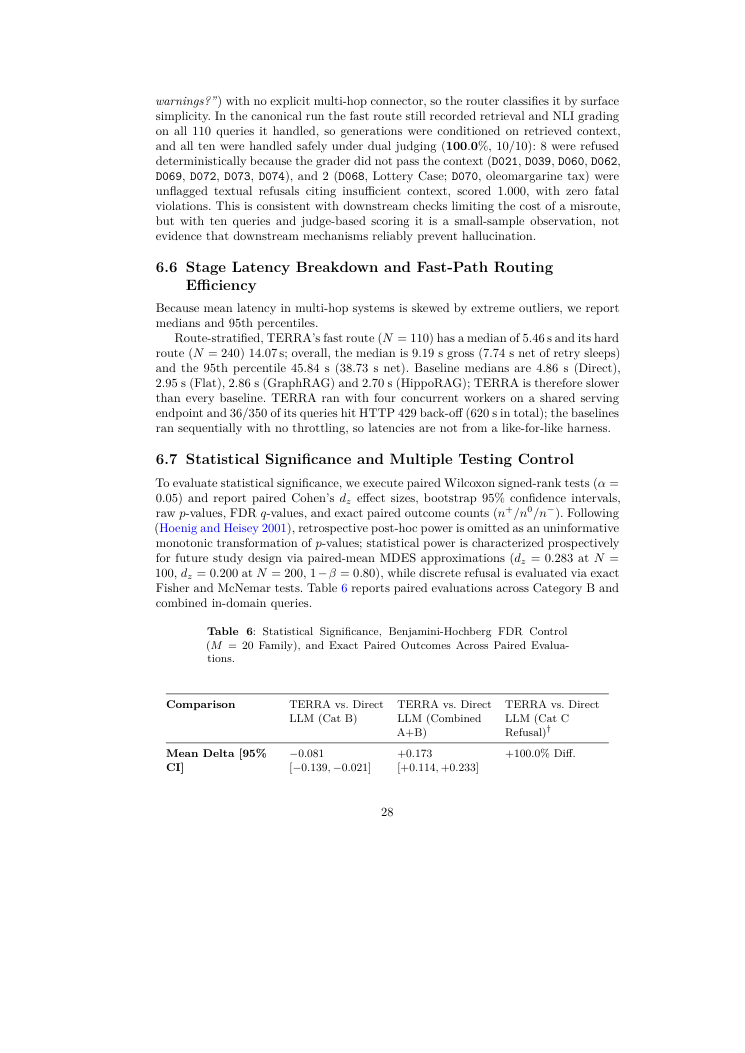 warnings?") with no explicit multi-hop connector, so the router classifies it by surface
simplicity. In the canonical run the fast route still recorded retrieval and NLI grading
on all 110 queries it handled, so generations were conditioned on retrieved context,
and all ten were handled safely under dual judging (100.0%, 10/10): 8 were refused
deterministically because the grader did not pass the context (D021, D039, D060, D062,
D069, D072, D073, D074), and 2 (D068, Lottery Case; D070, oleomargarine tax) were
unflagged textual refusals citing insufficient context, scored 1.000, with zero fatal
violations. This is consistent with downstream checks limiting the cost of a misroute,
but with ten queries and judge-based scoring it is a small-sample observation, not
evidence that downstream mechanisms reliably prevent hallucination.
6.6 Stage Latency Breakdown and Fast-Path Routing
Efficiency
Because mean latency in multi-hop systems is skewed by extreme outliers, we report
medians and 95th percentiles.
Route-stratified, TERRA's fast route (N = 110) has a median of 5.46 s and its hard
route (N = 240) 14.07 s; overall, the median is 9.19 s gross (7.74 s net of retry sleeps)
and the 95th percentile 45.84 s (38.73 s net). Baseline medians are 4.86 s (Direct),
2.95 s (Flat), 2.86 s (GraphRAG) and 2.70 s (HippoRAG); TERRA is therefore slower
than every baseline. TERRA ran with four concurrent workers on a shared serving
endpoint and 36/350 of its queries hit HTTP 429 back-off (620 s in total); the baselines
ran sequentially with no throttling, so latencies are not from a like-for-like harness.
6.7 Statistical Significance and Multiple Testing Control
To evaluate statistical significance, we execute paired Wilcoxon signed-rank tests (α =
0.05) and report paired Cohen's d_z effect sizes, bootstrap 95% confidence intervals,
raw p-values, FDR q-values, and exact paired outcome counts (n⁺/n⁰/n⁻). Following
(Hoenig and Heisey 2001), retrospective post-hoc power is omitted as an uninformative
monotonic transformation of p-values; statistical power is characterized prospectively
for future study design via paired-mean MDES approximations (d_z = 0.283 at N =
100, d_z = 0.200 at N = 200, 1 − β = 0.80), while discrete refusal is evaluated via exact
Fisher and McNemar tests. Table 6 reports paired evaluations across Category B and
combined in-domain queries.
Table 6: Statistical Significance, Benjamini-Hochberg FDR Control
(M = 20 Family), and Exact Paired Outcomes Across Paired Evalua-
tions.
Comparison TERRA vs. Direct TERRA vs. Direct TERRA vs. Direct
LLM (Cat B) LLM (Combined LLM (Cat C
A+B) Refusal)†
Mean Delta [95% −0.081 +0.173 +100.0% Diff.
CI] [−0.139, −0.021] [+0.114, +0.233]
28